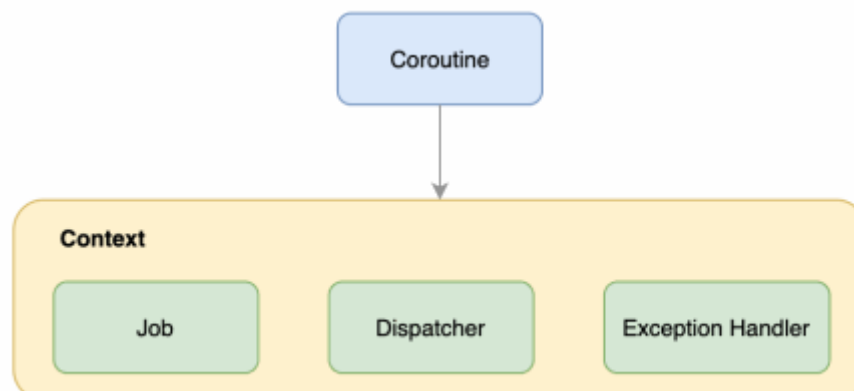 Coroutine
Context
Job
Dispatcher
Exception Handler